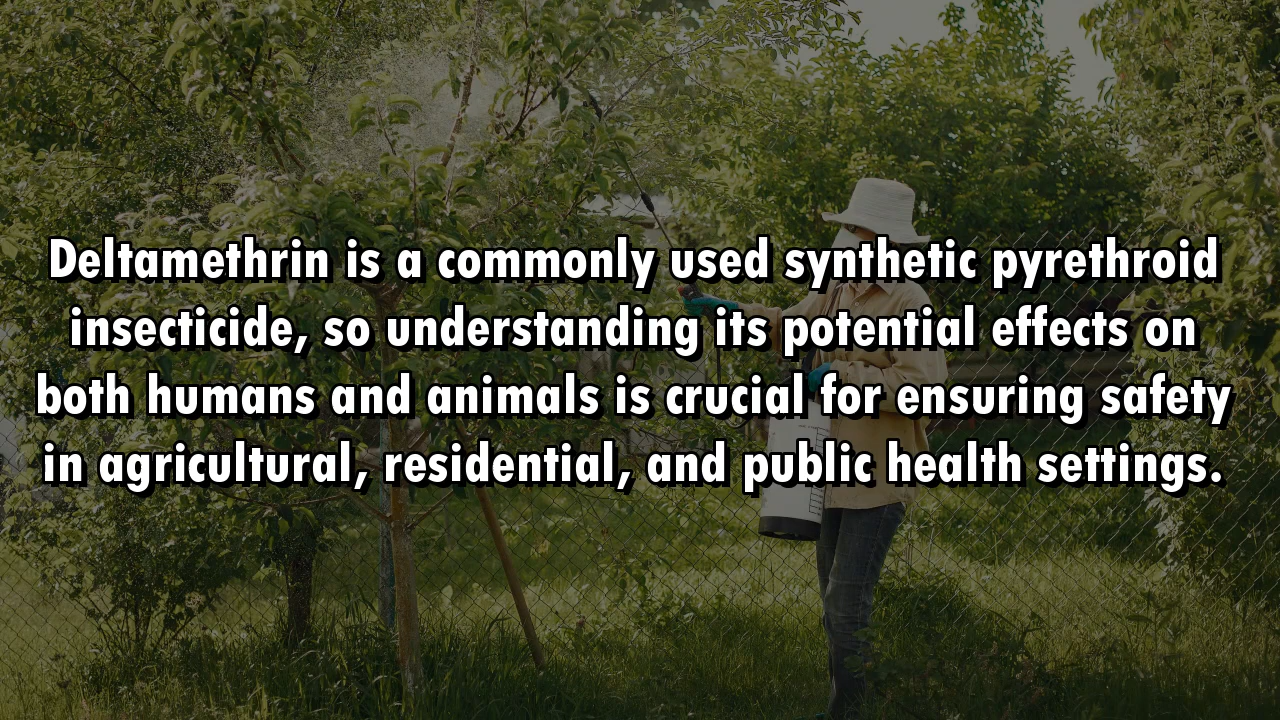 Deltamethrin is a commonly used synthetic pyrethroid
insecticide, so understanding its potential effects on
both humans and animals is crucial for ensuring safety
in agricultural, residential, and public health settings.